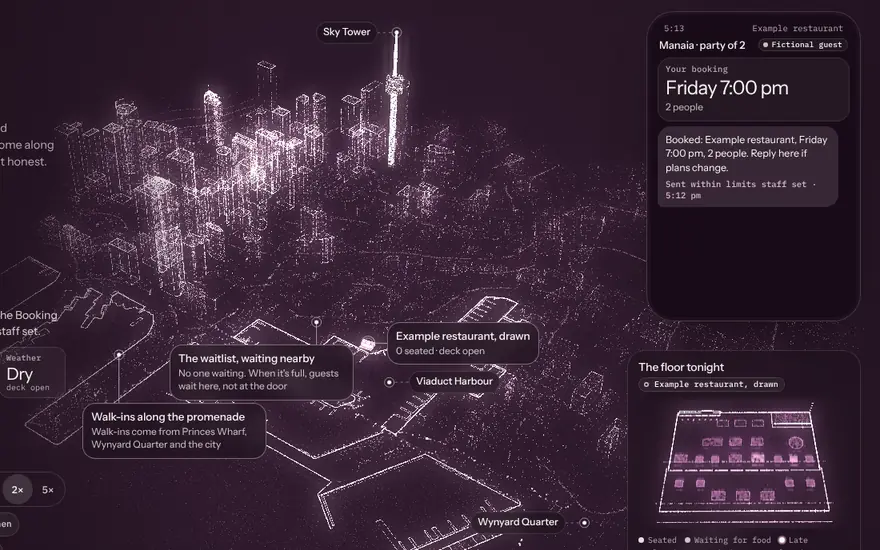 Sky Tower
5:13
Example restaurant
Manaia · party of 2
Fictional guest
Your booking
Friday 7:00 pm
2 people
Booked: Example restaurant, Friday
7:00 pm, 2 people. Reply here if
plans change.
Sent within limits staff set ·
5:12 pm
ome along
t honest.
he Booking
staff set.
Weather
Dry
deck open
Example restaurant, drawn
0 seated · deck open
The waitlist, waiting nearby
No one waiting. When it's full, guests
wait here, not at the door
Viaduct Harbour
Walk-ins along the promenade
Walk-ins come from Princes Wharf,
Wynyard Quarter and the city
2×
5×
Wynyard Quarter
The floor tonight
Example restaurant, drawn
Seated
Waiting for food
Late